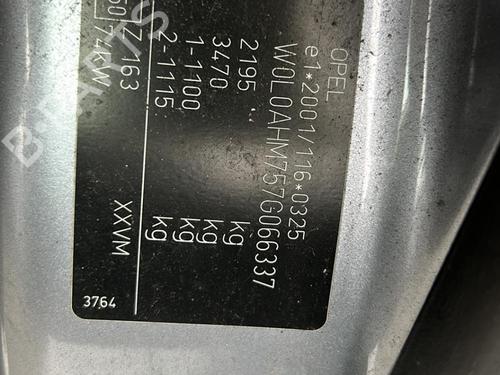 OPEL
e1*2001/116*0325
W0L0AHM757G066337
2195 kg
3470 kg
1-1100 kg
2-1115 kg
Z 163
74kW XXVM
3764